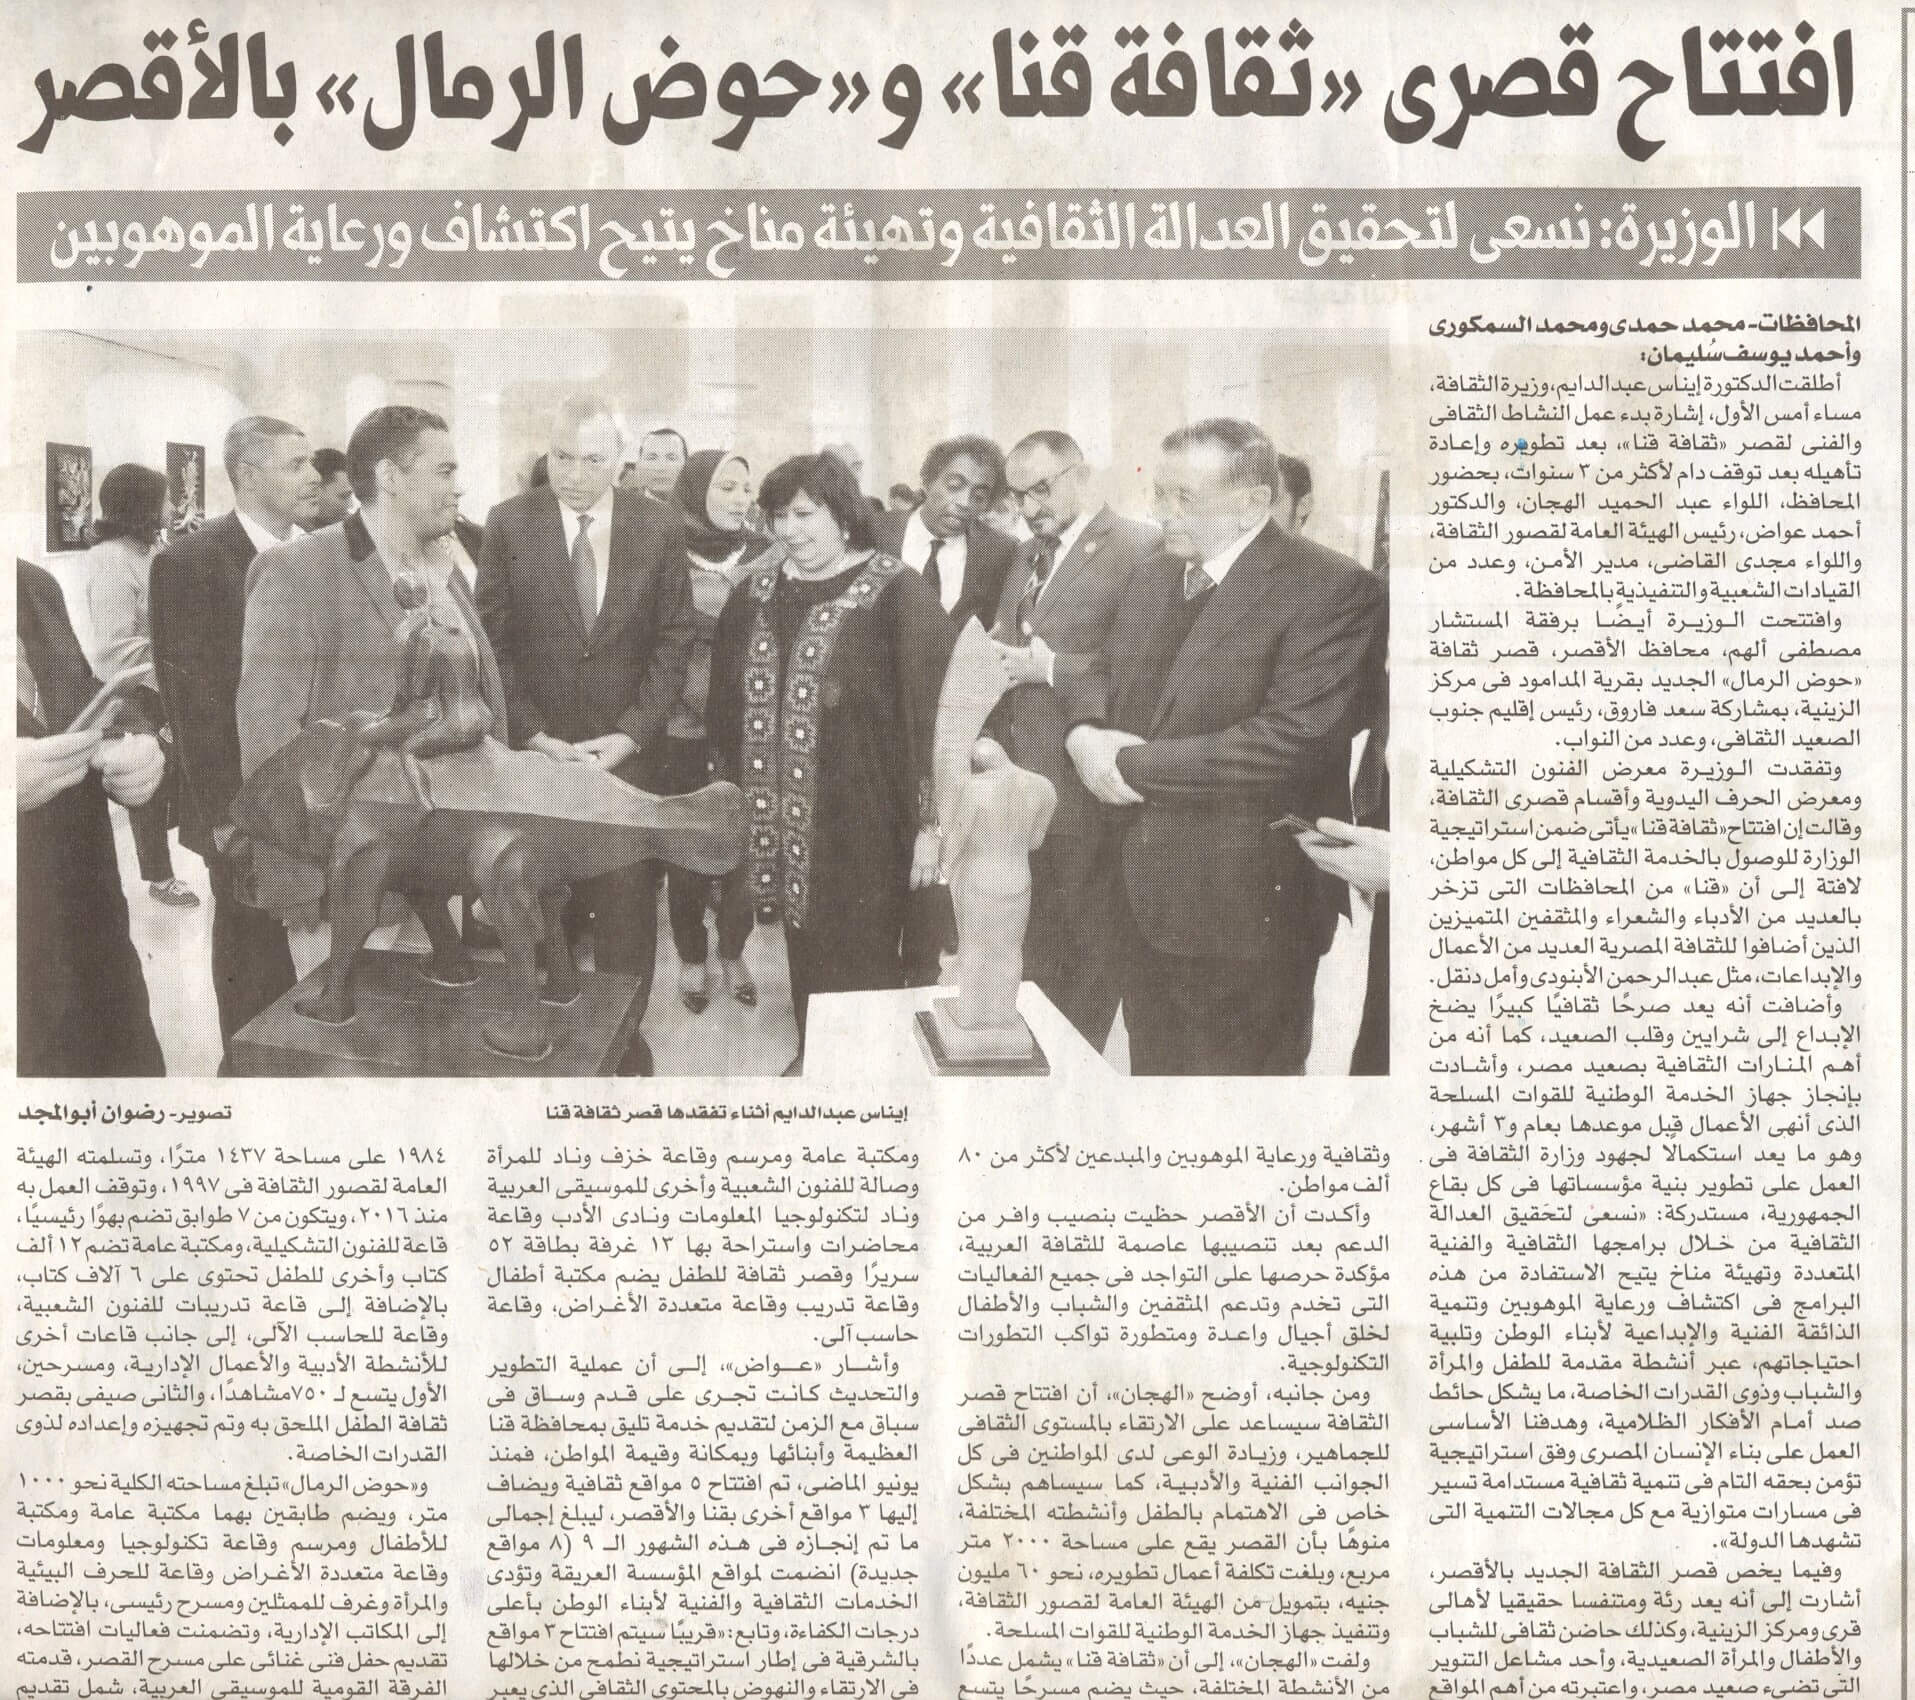 افتتاح قصرى «ثقافة قنا» و«حوض الرمال» بالأقصر
الوزيرة: نسعى لتحقيق العدالة الثقافية وتهيئة مناخ يتيح اكتشاف ورعاية الموهوبين
المحافظات- محمد حمدى ومحمد السمكورى
وأحمد يوسف سُليمان:
أطلقت الدكتورة إيناس عبدالدايم، وزيرة الثقافة،
مساء أمس الأول، إشارة بدء عمل النشاط الثقافى
والفنى لقصر «ثقافة قنا»، بعد تطويره وإعادة
تأهيله بعد توقف دام لأكثر من ٣ سنوات، بحضور
المحافظ، اللواء عبد الحميد الهجان، والدكتور
أحمد عواض، رئيس الهيئة العامة لقصور الثقافة،
واللواء مجدى القاضى، مدير الأمن، وعدد من
القيادات الشعبية والتنفيذية بالمحافظة.
وافتتحت الوزيرة أيضًا برفقة المستشار
مصطفى ألهم، محافظ الأقصر، قصر ثقافة
«حوض الرمال» الجديد بقرية المدامود فى مركز
الزينية، بمشاركة سعد فاروق، رئيس إقليم جنوب
الصعيد الثقافى، وعدد من النواب.
وتفقدت الوزيرة معرض الفنون التشكيلية
ومعرض الحرف اليدوية وأقسام قصرى الثقافة،
وقالت إن افتتاح «ثقافة قنا» يأتى ضمن استراتيجية
الوزارة للوصول بالخدمة الثقافية إلى كل مواطن،
لافتة إلى أن «قنا» من المحافظات التى تزخر
بالعديد من الأدباء والشعراء والمثقفين المتميزين
الذين أضافوا للثقافة المصرية العديد من الأعمال
والإبداعات، مثل عبدالرحمن الأبنودى وأمل دنقل.
وأضافت أنه يعد صرحًا ثقافيًا كبيرًا يضخ
الإبداع إلى شرايين وقلب الصعيد، كما أنه من
أهم المنارات الثقافية بصعيد مصر، وأشادت
بإنجاز جهاز الخدمة الوطنية للقوات المسلحة
الذى أنهى الأعمال قبل موعدها بعام و٣ أشهر،
وهو ما يعد استكمالًا لجهود وزارة الثقافة فى
العمل على تطوير بنية مؤسساتها فى كل بقاع
الجمهورية، مستدركة: «نسعى لتحقيق العدالة
الثقافية من خلال برامجها الثقافية والفنية
المتعددة وتهيئة مناخ يتيح الاستفادة من هذه
البرامج فى اكتشاف ورعاية الموهوبين وتنمية
الذائقة الفنية والإبداعية لأبناء الوطن وتلبية
احتياجاتهم، عبر أنشطة مقدمة للطفل والمرأة
والشباب وذوى القدرات الخاصة، ما يشكل حائط
صد أمام الأفكار الظلامية، وهدفنا الأساسى
العمل على بناء الإنسان المصرى وفق استراتيجية
تؤمن بحقه التام فى تنمية ثقافية مستدامة تسير
فى مسارات متوازية مع كل مجالات التنمية التى
تشهدها الدولة».
وفيما يخص قصر الثقافة الجديد بالأقصر،
أشارت إلى أنه يعد رئة ومتنفسا حقيقيا لأهالى
قرى ومركز الزينية، وكذلك حاضن ثقافى للشباب
والأطفال والمرأة الصعيدية، وأحد مشاعل التنوير
التى تضىء صعيد مصر، واعتبرته من أهم المواقع
إيناس عبدالدايم أثناء تفقدها قصر ثقافة قنا
تصوير- رضوان أبوالمجد
وثقافية ورعاية الموهوبين والمبدعين لأكثر من ٨٠
ألف مواطن.
وأكدت أن الأقصر حظيت بنصيب وافر من
الدعم بعد تنصيبها عاصمة للثقافة العربية،
مؤكدة حرصها على التواجد فى جميع الفعاليات
التى تخدم وتدعم المثقفين والشباب والأطفال
لخلق أجيال واعدة ومتطورة تواكب التطورات
التكنولوجية.
ومن جانبه، أوضح «الهجان»، أن افتتاح قصر
الثقافة سيساعد على الارتقاء بالمستوى الثقافى
للجماهير، وزيادة الوعى لدى المواطنين فى كل
الجوانب الفنية والأدبية، كما سيساهم بشكل
خاص فى الاهتمام بالطفل وأنشطته المختلفة،
منوهًا بأن القصر يقع على مساحة ٢٠٠٠ متر
مربع، وبلغت تكلفة أعمال تطويره، نحو ٦٠ مليون
جنيه، بتمويل من الهيئة العامة لقصور الثقافة،
وتنفيذ جهاز الخدمة الوطنية للقوات المسلحة.
ولفت «الهجان»، إلى أن «ثقافة قنا» يشمل عددًا
من الأنشطة المختلفة، حيث يضم مسرحًا يتسع
ومكتبة عامة ومرسم وقاعة خزف وناد للمرأة
وصالة للفنون الشعبية وأخرى للموسيقى العربية
وناد لتكنولوجيا المعلومات ونادى الأدب وقاعة
محاضرات واستراحة بها ١٣ غرفة بطاقة ٥٢
سريرًا وقصر ثقافة للطفل يضم مكتبة أطفال
وقاعة تدريب وقاعة متعددة الأغراض، وقاعة
حاسب آلى.
وأشار «عواض»، إلى أن عملية التطوير
والتحديث كانت تجرى على قدم وساق فى
سباق مع الزمن لتقديم خدمة تليق بمحافظة قنا
العظيمة وأبنائها وبمكانة وقيمة المواطن، فمنذ
يونيو الماضى، تم افتتاح ٥ مواقع ثقافية ويضاف
إليها ٣ مواقع أخرى بقنا والأقصر، ليبلغ إجمالى
ما تم إنجازه فى هذه الشهور الـ ٩ (٨ مواقع
جديدة) انضمت لمواقع المؤسسة العريقة وتؤدى
الخدمات الثقافية والفنية لأبناء الوطن بأعلى
درجات الكفاءة، وتابع: «قريبًا سيتم افتتاح ٣ مواقع
بالشرقية فى إطار استراتيجية نطمح من خلالها
فى الارتقاء والنهوض بالمحتوى الثقافى الذى يعبر
١٩٨٤ على مساحة ١٤٣٧ مترًا، وتسلمته الهيئة
العامة لقصور الثقافة فى ١٩٩٧، وتوقف العمل به
منذ ٢٠١٦، ويتكون من ٧ طوابق تضم بهوًا رئيسيًا،
قاعة للفنون التشكيلية، ومكتبة عامة تضم ١٢ ألف
كتاب وأخرى للطفل تحتوى على ٦ آلاف كتاب،
بالإضافة إلى قاعة تدريبات للفنون الشعبية،
وقاعة للحاسب الآلى، إلى جانب قاعات أخرى
للأنشطة الأدبية والأعمال الإدارية، ومسرحين،
الأول يتسع لـ ٧٥٠ مشاهدًا، والثانى صيفى بقصر
ثقافة الطفل الملحق به وتم تجهيزه وإعداده لذوى
القدرات الخاصة.
و«حوض الرمال» تبلغ مساحته الكلية نحو ١٠٠٠
متر، ويضم طابقين بهما مكتبة عامة ومكتبة
للأطفال ومرسم وقاعة تكنولوجيا ومعلومات
وقاعة متعددة الأغراض وقاعة للحرف البيئية
والمرأة وغرف للممثلين ومسرح رئيسى، بالإضافة
إلى المكاتب الإدارية، وتضمنت فعاليات افتتاحه،
تقديم حفل فنى غنائى على مسرح القصر، قدمته
الفرقة القومية للموسيقى العربية، شمل تقديم